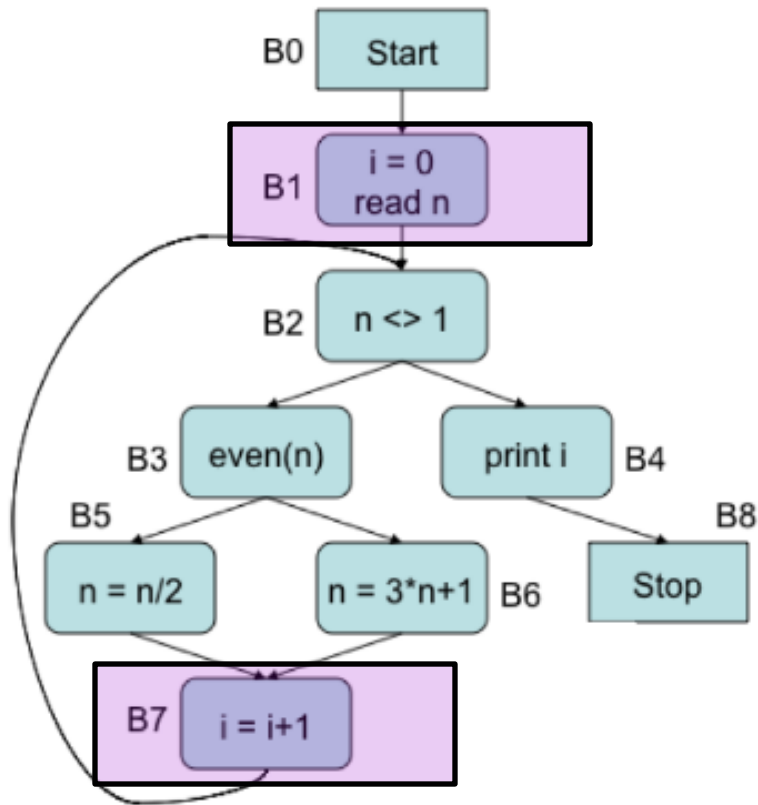 B0
Start
B1
i = 0
read n
B2
n <> 1
B3
even(n)
print i
B4
B5
B8
n = n/2
n = 3*n+1
B6
Stop
B7
i = i+1